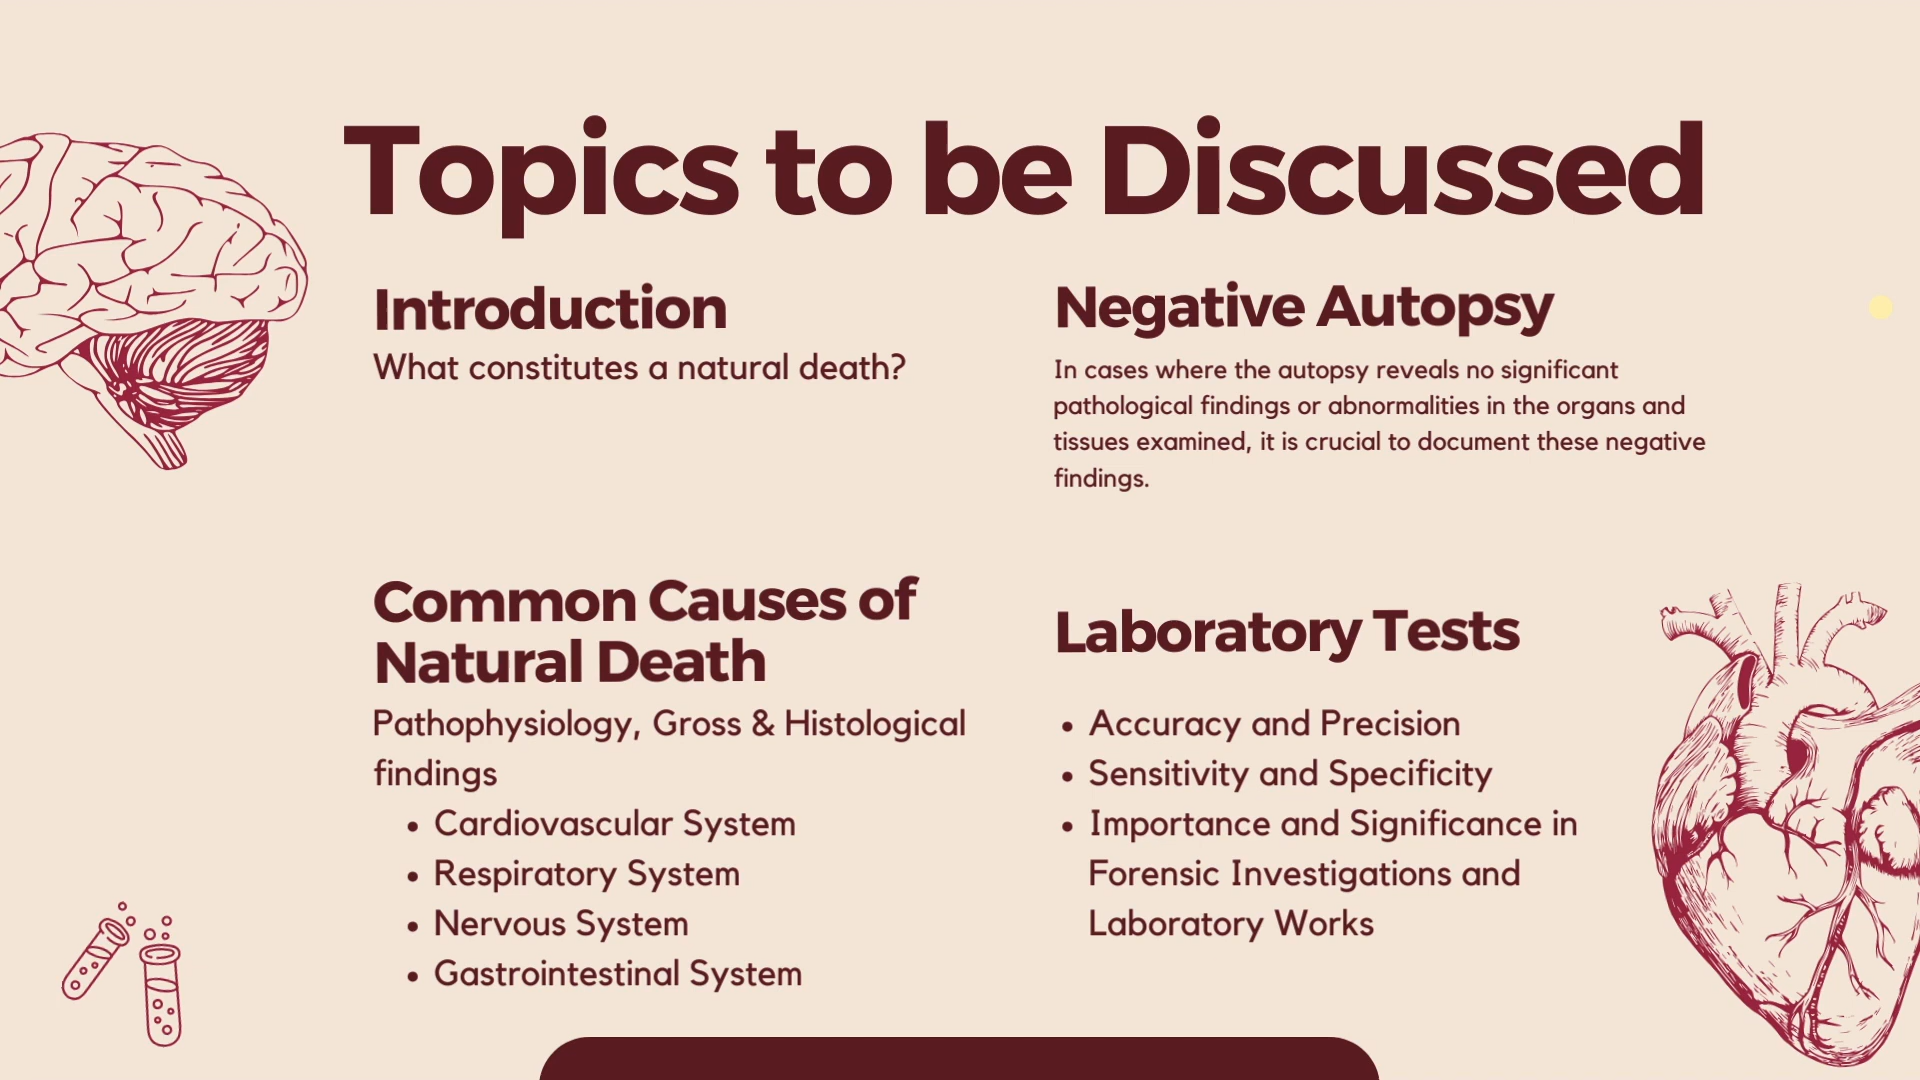 Topics to be Discussed
Introduction
What constitutes a natural death?
Negative Autopsy
In cases where the autopsy reveals no significant
pathological findings or abnormalities in the organs and
tissues examined, it is crucial to document these negative
findings.
Common Causes of
Natural Death
Pathophysiology, Gross & Histological
findings
• Cardiovascular System
• Respiratory System
• Nervous System
• Gastrointestinal System
Laboratory Tests
• Accuracy and Precision
• Sensitivity and Specificity
• Importance and Significance in
Forensic Investigations and
Laboratory Works